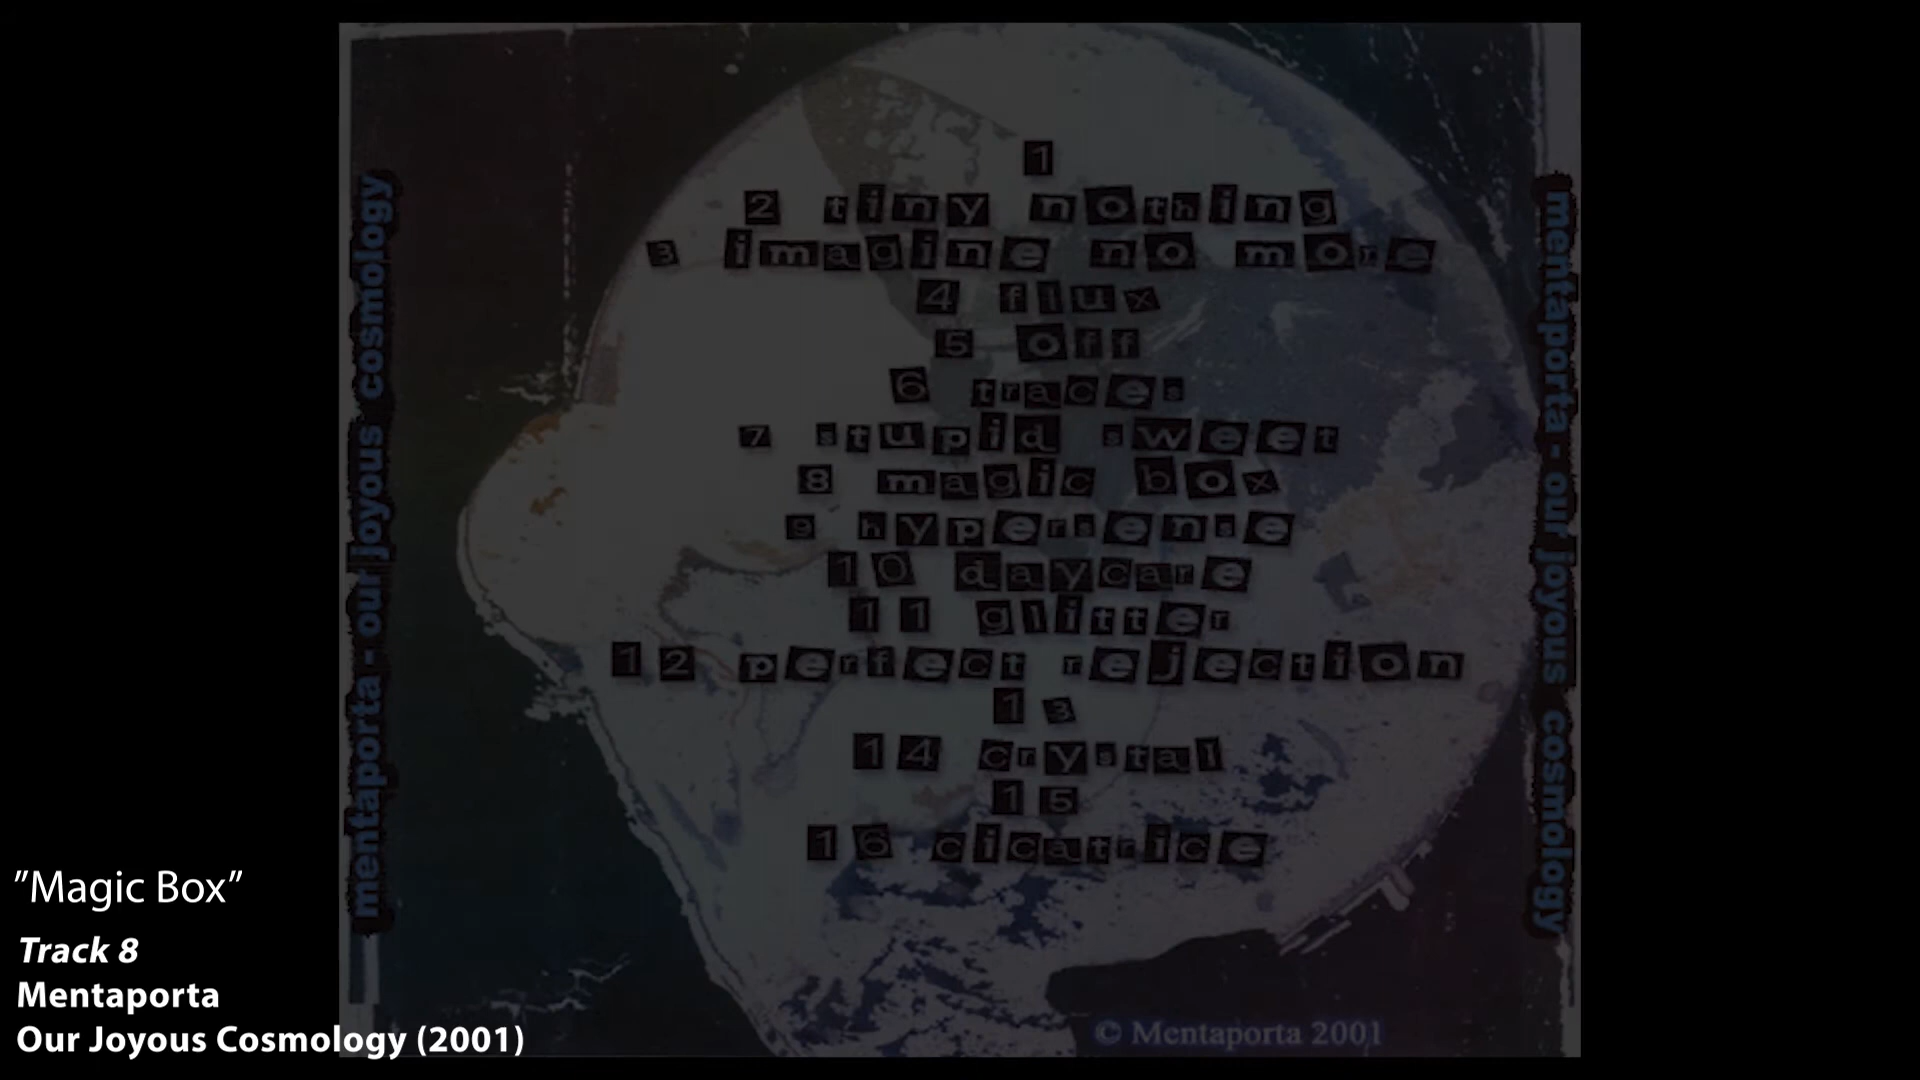 1
2 tiny nothing
3 imagine no more
4 flux
5 off
6 traces
7 stupid sweet
8 magic box
9 hypersense
10 daycare
11 glitter
12 perfect rejection
13
14 crystal
15
16 cicatrice
mentaporta - our joyous cosmology
mentaporta - our joyous cosmology
© Mentaporta 2001
"Magic Box"
Track 8
Mentaporta
Our Joyous Cosmology (2001)